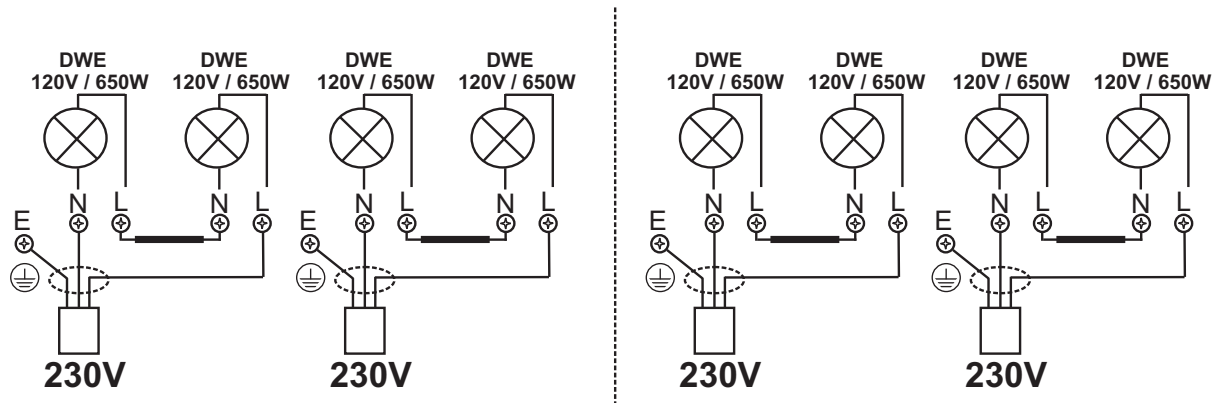 DWE DWE DWE DWE DWE DWE DWE DWE
120V / 650W 120V / 650W 120V / 650W 120V / 650W 120V / 650W 120V / 650W 120V / 650W 120V / 650W
N L N L N L N L N L N L N L N L
E E E E
230V 230V 230V 230V